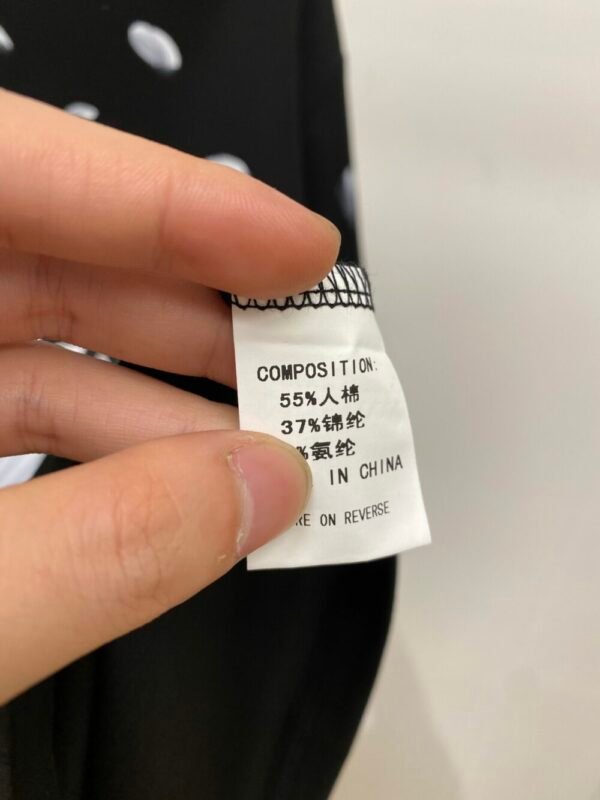 COMPOSITION:
55%人棉
37%锦纶
%氨纶
IN CHINA
ON REVERSE